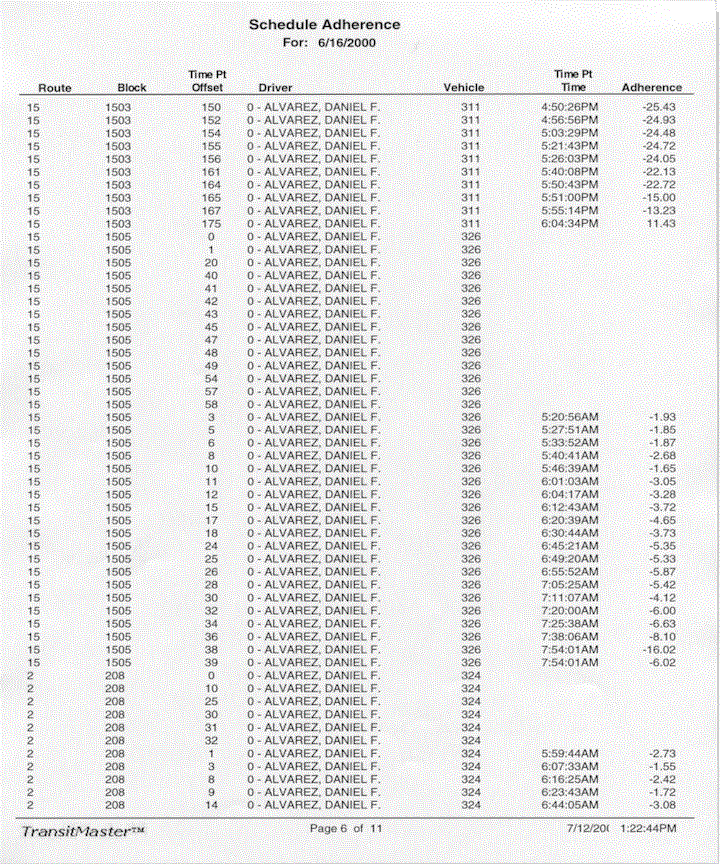 Schedule Adherence
For: 6/16/2000
Time Pt Time Pt
Route Block Offset Driver Vehicle Time Adherence
15 1503 150 0 - ALVAREZ, DANIEL F. 311 4:50:26PM -25.43
15 1503 152 0 - ALVAREZ, DANIEL F. 311 4:56:56PM -24.93
15 1503 154 0 - ALVAREZ, DANIEL F. 311 5:03:29PM -24.48
15 1503 155 0 - ALVAREZ, DANIEL F. 311 5:21:43PM -24.72
15 1503 156 0 - ALVAREZ, DANIEL F. 311 5:26:03PM -24.05
15 1503 161 0 - ALVAREZ, DANIEL F. 311 5:40:08PM -22.13
15 1503 164 0 - ALVAREZ, DANIEL F. 311 5:50:43PM -22.72
15 1503 165 0 - ALVAREZ, DANIEL F. 311 5:51:00PM -15.00
15 1503 167 0 - ALVAREZ, DANIEL F. 311 5:55:14PM -13.23
15 1503 175 0 - ALVAREZ, DANIEL F. 311 6:04:34PM 11.43
15 1505 0 0 - ALVAREZ, DANIEL F. 326
15 1505 1 0 - ALVAREZ, DANIEL F. 326
15 1505 20 0 - ALVAREZ, DANIEL F. 326
15 1505 40 0 - ALVAREZ, DANIEL F. 326
15 1505 41 0 - ALVAREZ, DANIEL F. 326
15 1505 42 0 - ALVAREZ, DANIEL F. 326
15 1505 43 0 - ALVAREZ, DANIEL F. 326
15 1505 45 0 - ALVAREZ, DANIEL F. 326
15 1505 47 0 - ALVAREZ, DANIEL F. 326
15 1505 48 0 - ALVAREZ, DANIEL F. 326
15 1505 49 0 - ALVAREZ, DANIEL F. 326
15 1505 54 0 - ALVAREZ, DANIEL F. 326
15 1505 57 0 - ALVAREZ, DANIEL F. 326
15 1505 58 0 - ALVAREZ, DANIEL F. 326
15 1505 3 0 - ALVAREZ, DANIEL F. 326 5:20:56AM -1.93
15 1505 5 0 - ALVAREZ, DANIEL F. 326 5:27:51AM -1.85
15 1505 6 0 - ALVAREZ, DANIEL F. 326 5:33:52AM -1.87
15 1505 8 0 - ALVAREZ, DANIEL F. 326 5:40:41AM -2.68
15 1505 10 0 - ALVAREZ, DANIEL F. 326 5:46:39AM -1.65
15 1505 11 0 - ALVAREZ, DANIEL F. 326 6:01:03AM -3.05
15 1505 12 0 - ALVAREZ, DANIEL F. 326 6:04:17AM -3.28
15 1505 15 0 - ALVAREZ, DANIEL F. 326 6:12:43AM -3.72
15 1505 17 0 - ALVAREZ, DANIEL F. 326 6:20:39AM -4.65
15 1505 18 0 - ALVAREZ, DANIEL F. 326 6:30:44AM -3.73
15 1505 24 0 - ALVAREZ, DANIEL F. 326 6:45:21AM -5.35
15 1505 25 0 - ALVAREZ, DANIEL F. 326 6:49:20AM -5.33
15 1505 26 0 - ALVAREZ, DANIEL F. 326 6:55:52AM -5.87
15 1505 28 0 - ALVAREZ, DANIEL F. 326 7:05:25AM -5.42
15 1505 30 0 - ALVAREZ, DANIEL F. 326 7:11:07AM -4.12
15 1505 32 0 - ALVAREZ, DANIEL F. 326 7:20:00AM -6.00
15 1505 34 0 - ALVAREZ, DANIEL F. 326 7:25:38AM -6.63
15 1505 36 0 - ALVAREZ, DANIEL F. 326 7:38:06AM -8.10
15 1505 38 0 - ALVAREZ, DANIEL F. 326 7:54:01AM -16.02
15 1505 39 0 - ALVAREZ, DANIEL F. 326 7:54:01AM -6.02
2 208 0 0 - ALVAREZ, DANIEL F. 324
2 208 10 0 - ALVAREZ, DANIEL F. 324
2 208 25 0 - ALVAREZ, DANIEL F. 324
2 208 30 0 - ALVAREZ, DANIEL F. 324
2 208 31 0 - ALVAREZ, DANIEL F. 324
2 208 32 0 - ALVAREZ, DANIEL F. 324
2 208 1 0 - ALVAREZ, DANIEL F. 324 5:59:44AM -2.73
2 208 3 0 - ALVAREZ, DANIEL F. 324 6:07:33AM -1.55
2 208 8 0 - ALVAREZ, DANIEL F. 324 6:16:25AM -2.42
2 208 9 0 - ALVAREZ, DANIEL F. 324 6:23:43AM -1.72
2 208 14 0 - ALVAREZ, DANIEL F. 324 6:44:05AM -3.08
TransitMaster™ Page 6 of 11 7/12/20 1:22:44PM